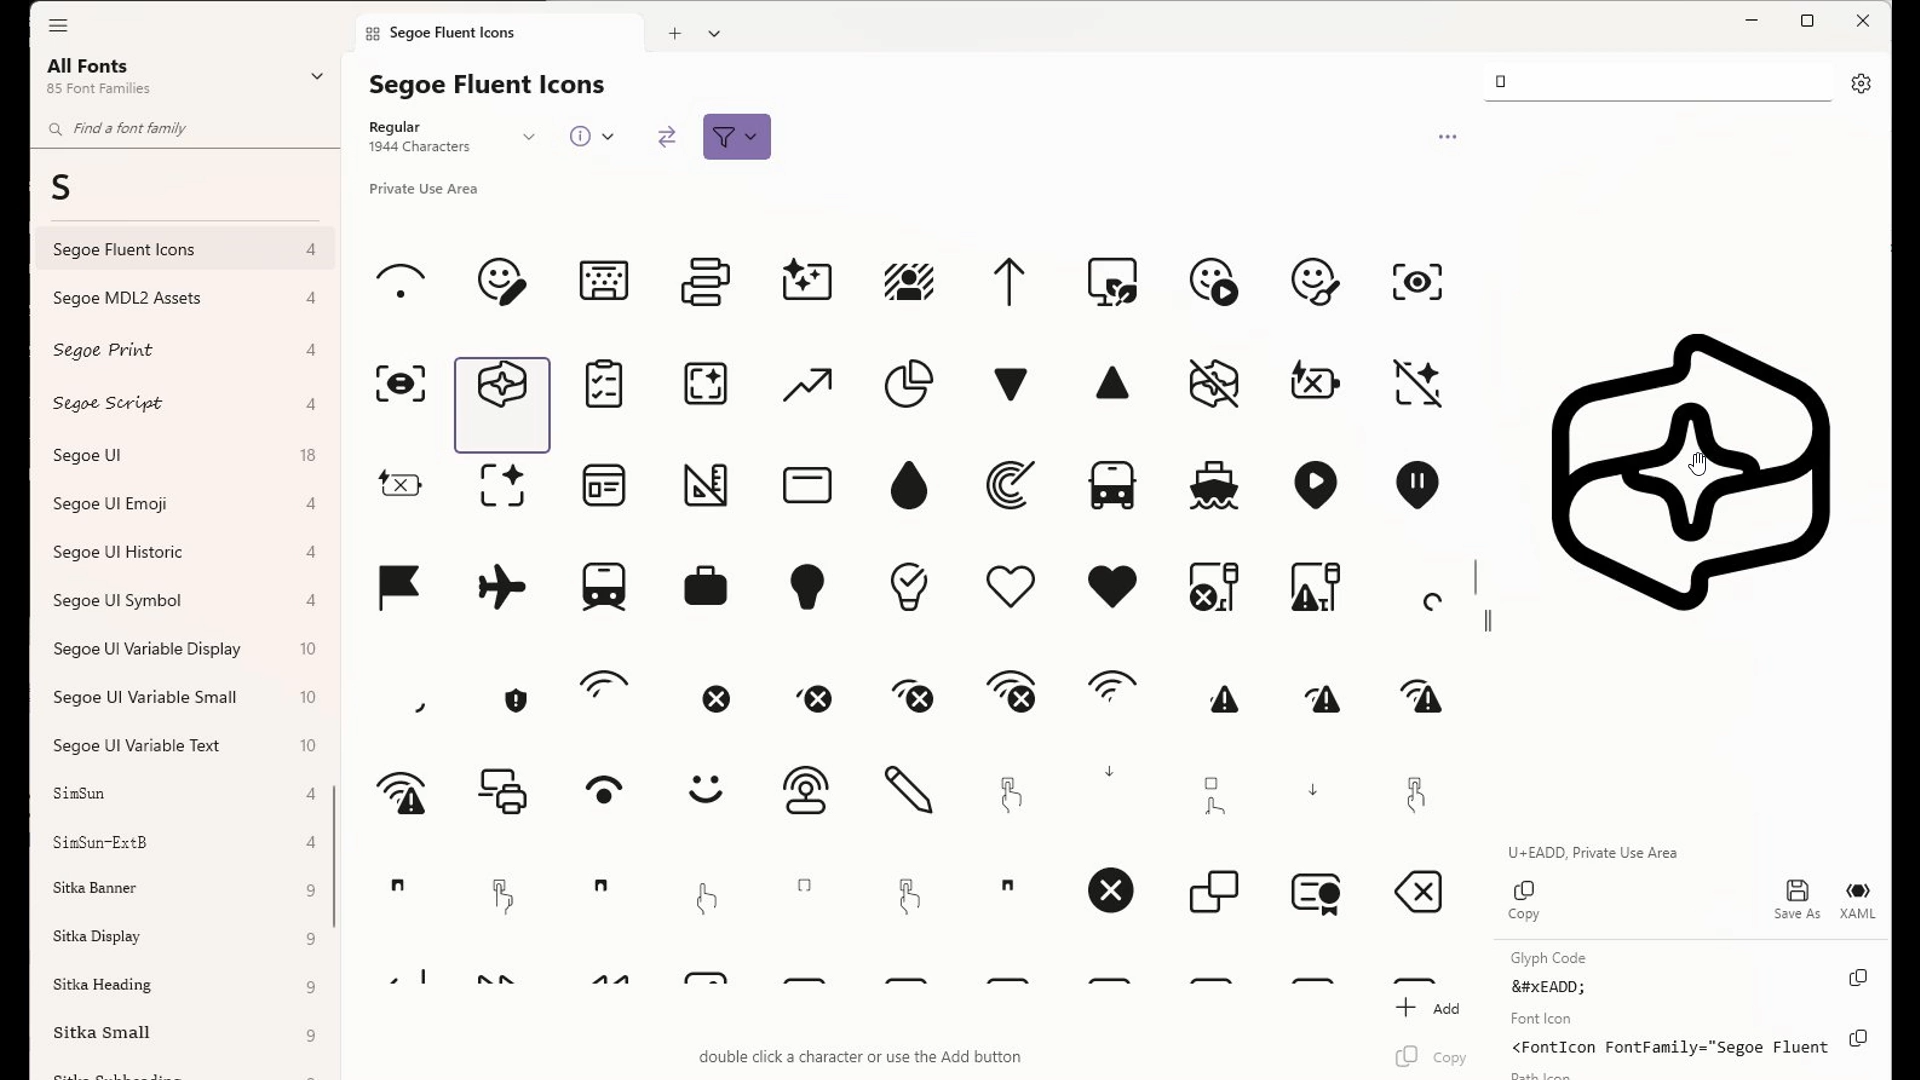 Segoe Fluent Icons
All Fonts
85 Font Families
Find a font family
S
Segoe Fluent Icons 4
Segoe MDL2 Assets 4
Segoe Print 4
Segoe Script 4
Segoe UI 18
Segoe UI Emoji 4
Segoe UI Historic 4
Segoe UI Symbol 4
Segoe UI Variable Display 10
Segoe UI Variable Small 10
Segoe UI Variable Text 10
SimSun 4
SimSun-ExtB 4
Sitka Banner 9
Sitka Display 9
Sitka Heading 9
Sitka Small 9
Segoe Fluent Icons
Regular
1944 Characters
Private Use Area
Add
double click a character or use the Add button
Copy
U+EADD, Private Use Area
Copy
Save As
XAML
Glyph Code
&#xEADD;
Font Icon
<FontIcon FontFamily="Segoe Fluent